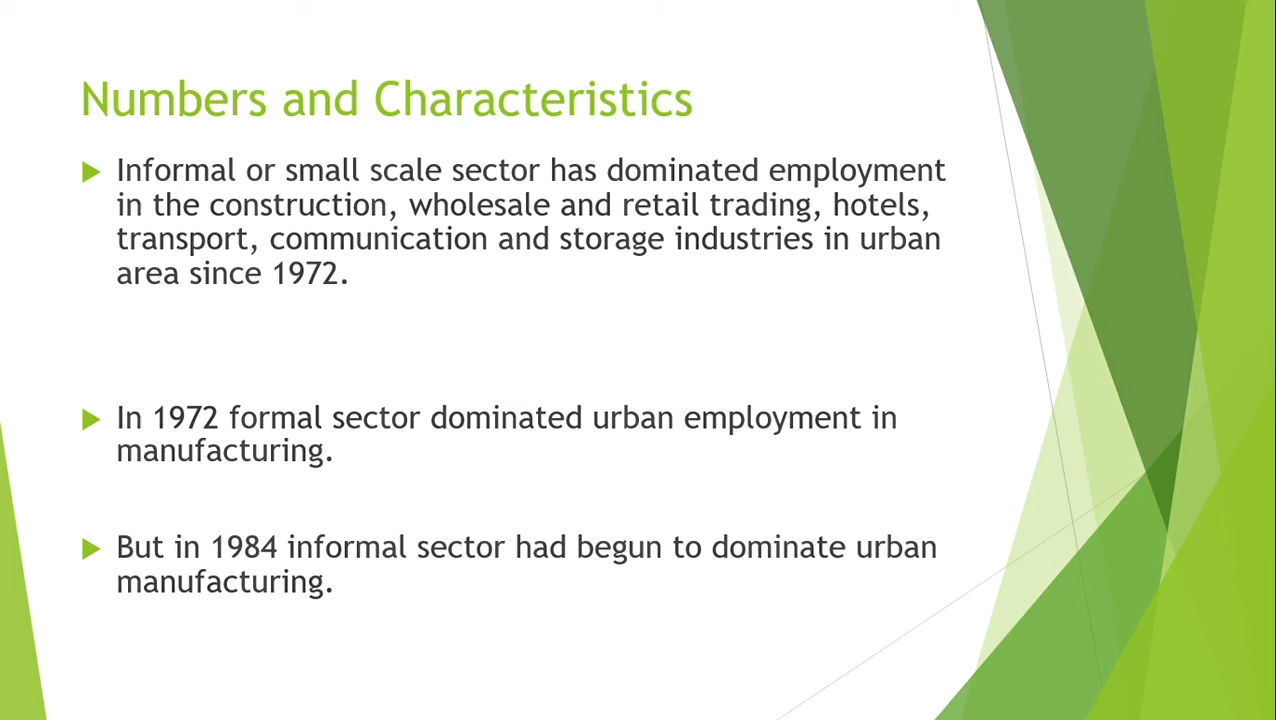 Numbers and Characteristics
Informal or small scale sector has dominated employment
in the construction, wholesale and retail trading, hotels,
transport, communication and storage industries in urban
area since 1972.
In 1972 formal sector dominated urban employment in
manufacturing.
But in 1984 informal sector had begun to dominate urban
manufacturing.